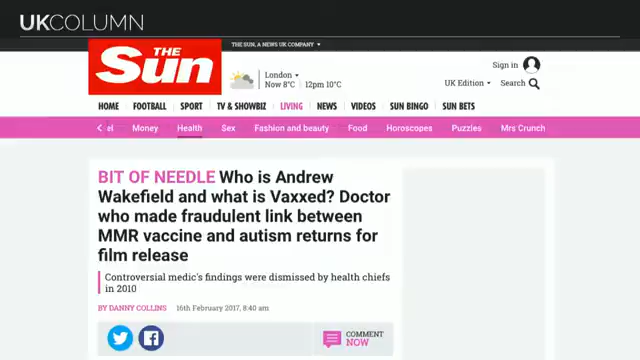 UKCOLUMN
THE Sun
THE SUN, A NEWS UK COMPANY
London
Now 8°C
12pm 10°C
Sign in
UK Edition
Search
HOME FOOTBALL SPORT TV & SHOWBIZ LIVING NEWS VIDEOS SUN BINGO SUN BETS
el Money Health Sex Fashion and beauty Food Horoscopes Puzzles Mrs Crunch
BIT OF NEEDLE Who is Andrew
Wakefield and what is Vaxxed? Doctor
who made fraudulent link between
MMR vaccine and autism returns for
film release
Controversial medic's findings were dismissed by health chiefs
in 2010
BY DANNY COLLINS 16th February 2017, 8:40 am
COMMENT
NOW